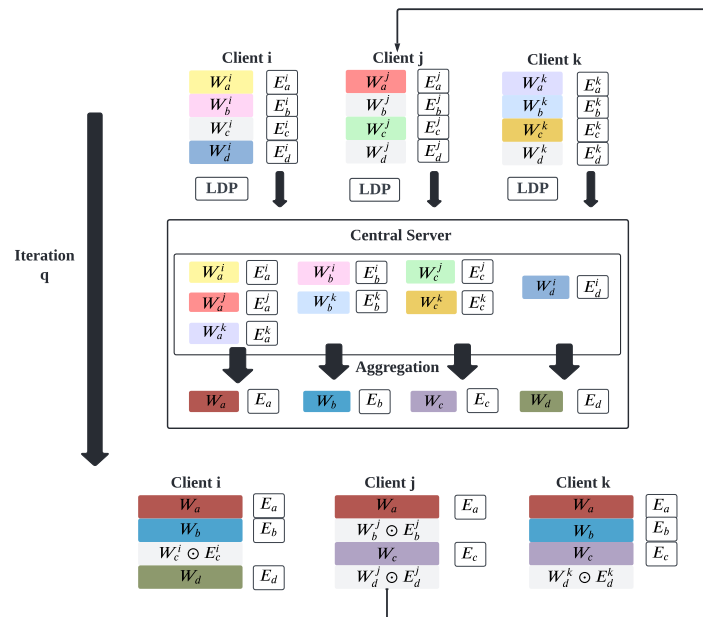 Client i Client j Client k
W_a^i E_a^i W_a^j E_a^j W_a^k E_a^k
W_b^i E_b^i W_b^j E_b^j W_b^k E_b^k
W_c^i E_c^i W_c^j E_c^j W_c^k E_c^k
W_d^i E_d^i W_d^j E_d^j W_d^k E_d^k
LDP LDP LDP
Iteration
q
Central Server
W_a^i E_a^i W_b^i E_b^i W_c^j E_c^j W_d^i E_d^i
W_a^j E_a^j W_b^k E_b^k W_c^k E_c^k
W_a^k E_a^k
Aggregation
W_a E_a W_b E_b W_c E_c W_d E_d
Client i Client j Client k
W_a E_a W_a E_a W_a E_a
W_b E_b W_b^j ⊙ E_b^j W_b E_b
W_c^i ⊙ E_c^i W_c E_c W_c E_c
W_d E_d W_d^j ⊙ E_d^j W_d^k ⊙ E_d^k